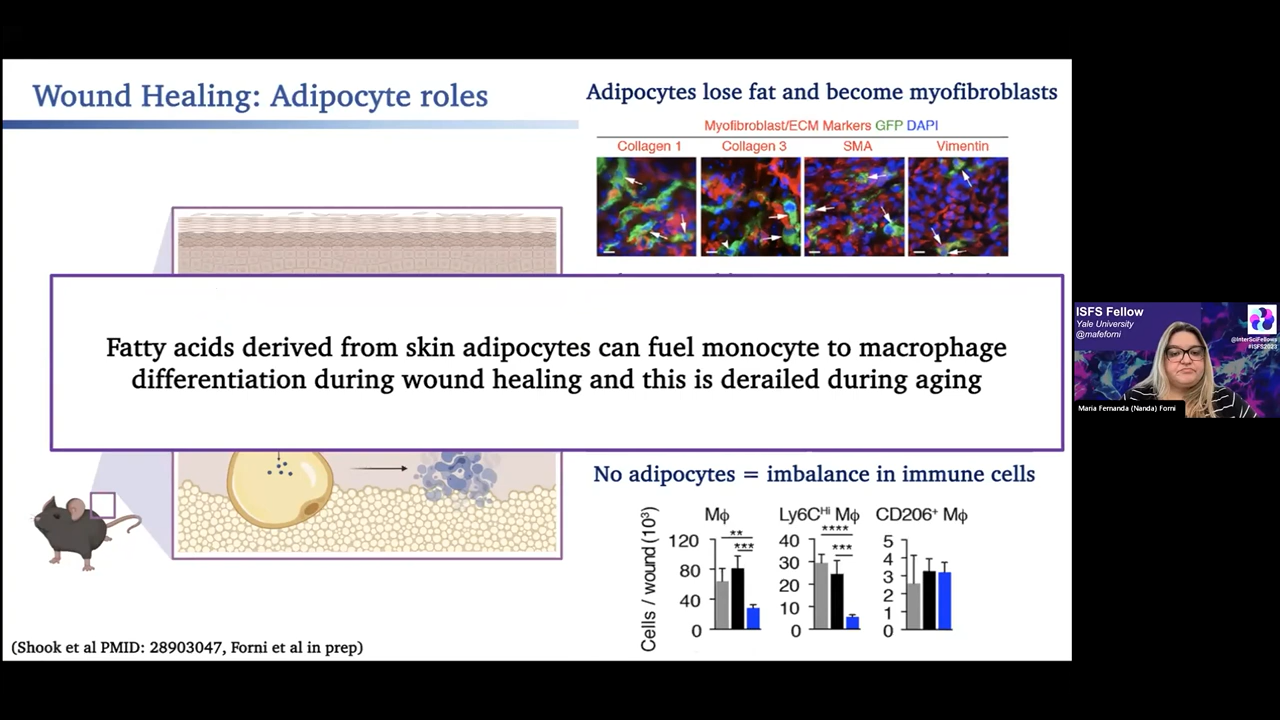 Wound Healing: Adipocyte roles
Adipocytes lose fat and become myofibroblasts
Myofibroblast/ECM Markers GFP DAPI
Collagen 1 Collagen 3 SMA Vimentin
Fatty acids derived from skin adipocytes can fuel monocyte to macrophage
differentiation during wound healing and this is derailed during aging
No adipocytes = imbalance in immune cells
Mϕ Ly6Cᴴⁱ Mϕ CD206⁺ Mϕ
Cells / wound (10³)
** ***
120
80
40
0
**** ***
40
30
20
10
0
5
4
3
2
1
0
(Shook et al PMID: 28903047, Forni et al in prep)
ISFS Fellow
Yale University
@mafeforni
@InterSciFellows
#ISFS2023
Maria Fernanda (Nanda) Forni